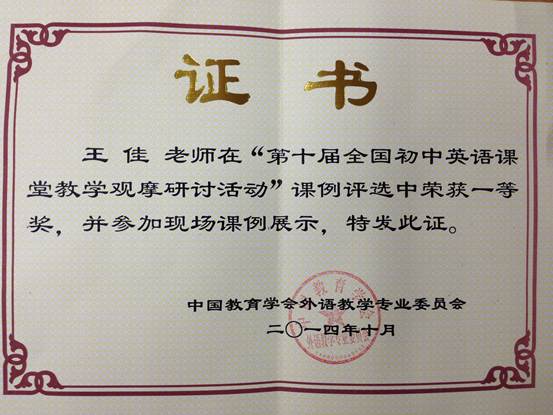 证书
王 佳 老师在“第十届全国初中英语课
堂教学观摩研讨活动”课例评选中荣获一等
奖，并参加现场课例展示，特发此证。
中国教育学会外语教学专业委员会
二〇一四年十月